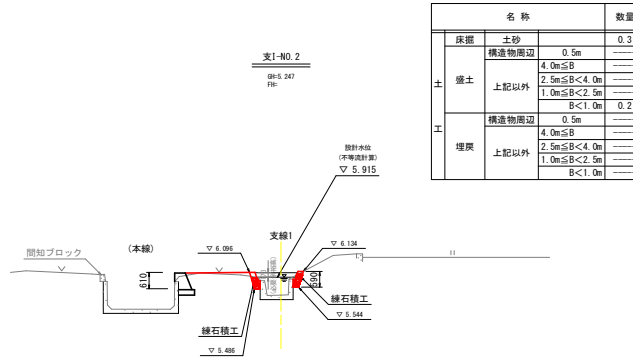 名 称 数量
土 工
床掘 土砂 0.3
盛土 構造物周辺 0.5m -----
上記以外 4.0m≦B -----
2.5m≦B<4.0m -----
1.0m≦B<2.5m -----
B<1.0m 0.2
埋戻 構造物周辺 0.5m -----
上記以外 4.0m≦B -----
2.5m≦B<4.0m -----
1.0m≦B<2.5m -----
B<1.0m -----
支I-NO.2
GH=5.247
FH=
設計水位
(不等流計算)
▽ 5.915
支線1
(本線)
間知ブロック
▽ 6.096
▽ 6.134
610
690
練石積工
練石積工
▽ 5.544
▽ 5.486